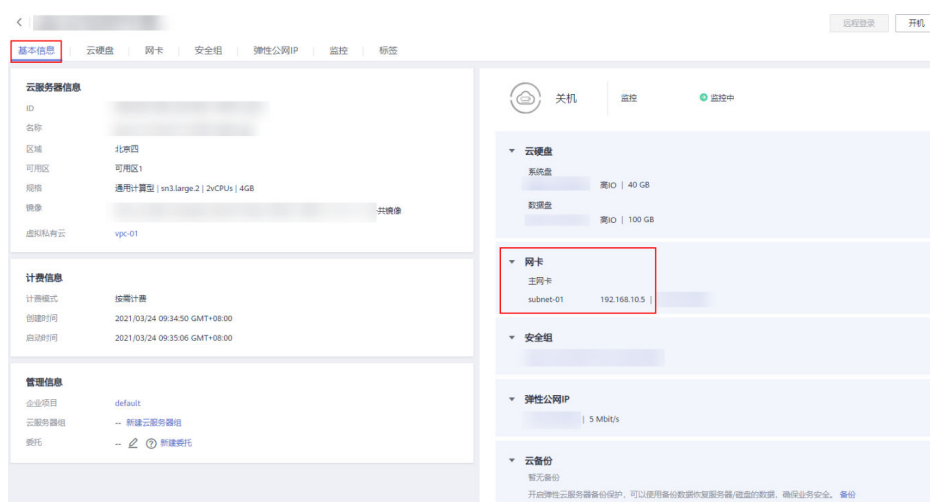 远程登录 开机
基本信息 云硬盘 网卡 安全组 弹性公网IP 监控 标签
云服务器信息
ID
名称
区域 北京四
可用区 可用区1
规格 通用计算型 | sn3.large.2 | 2vCPUs | 4GB
镜像 共镜像
虚拟私有云 vpc-01
计费信息
计费模式 按需计费
创建时间 2021/03/24 09:34:50 GMT+08:00
启动时间 2021/03/24 09:35:06 GMT+08:00
管理信息
企业项目 default
云服务器组 -- 新建云服务器组
委托 -- 新建委托
关机 监控 监控中
云硬盘
系统盘
高IO | 40 GB
数据盘
高IO | 100 GB
网卡
主网卡
subnet-01 192.168.10.5 |
安全组
弹性公网IP
| 5 Mbit/s
云备份
暂无备份
开启弹性云服务器备份保护，可以使用备份数据恢复服务器/磁盘的数据，确保业务安全。 备份